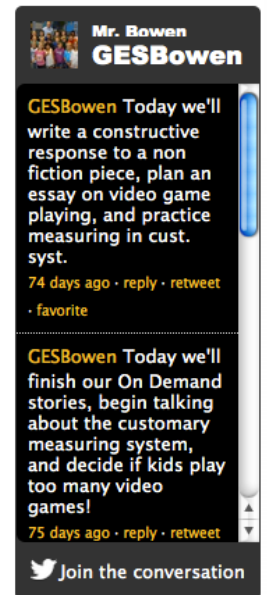 Mr. Bowen
GESBowen
GESBowen Today we'll
write a constructive
response to a non
fiction piece, plan an
essay on video game
playing, and practice
measuring in cust.
syst.
74 days ago · reply · retweet
· favorite
GESBowen Today we'll
finish our On Demand
stories, begin talking
about the customary
measuring system,
and decide if kids play
too many video
games!
75 days ago · reply · retweet
Join the conversation